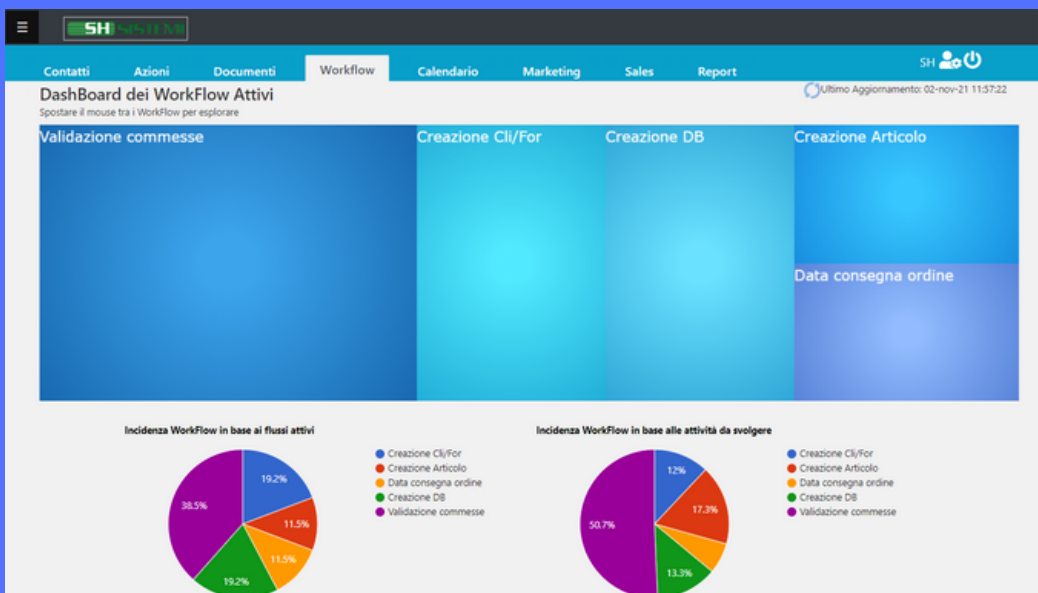 SH SISTEMI
Contatti Azioni Documenti Workflow Calendario Marketing Sales Report SH
DashBoard dei WorkFlow Attivi
Ultimo Aggiornamento: 02-nov-21 11:57:22
Spostare il mouse tra i WorkFlow per esplorare
Validazione commesse
Creazione Cli/For
Creazione DB
Creazione Articolo
Data consegna ordine
Incidenza WorkFlow in base ai flussi attivi
19.2%
11.5%
11.5%
19.2%
38.5%
Creazione Cli/For
Creazione Articolo
Data consegna ordine
Creazione DB
Validazione commesse
Incidenza WorkFlow in base alle attività da svolgere
12%
17.3%
13.3%
50.7%
Creazione Cli/For
Creazione Articolo
Data consegna ordine
Creazione DB
Validazione commesse